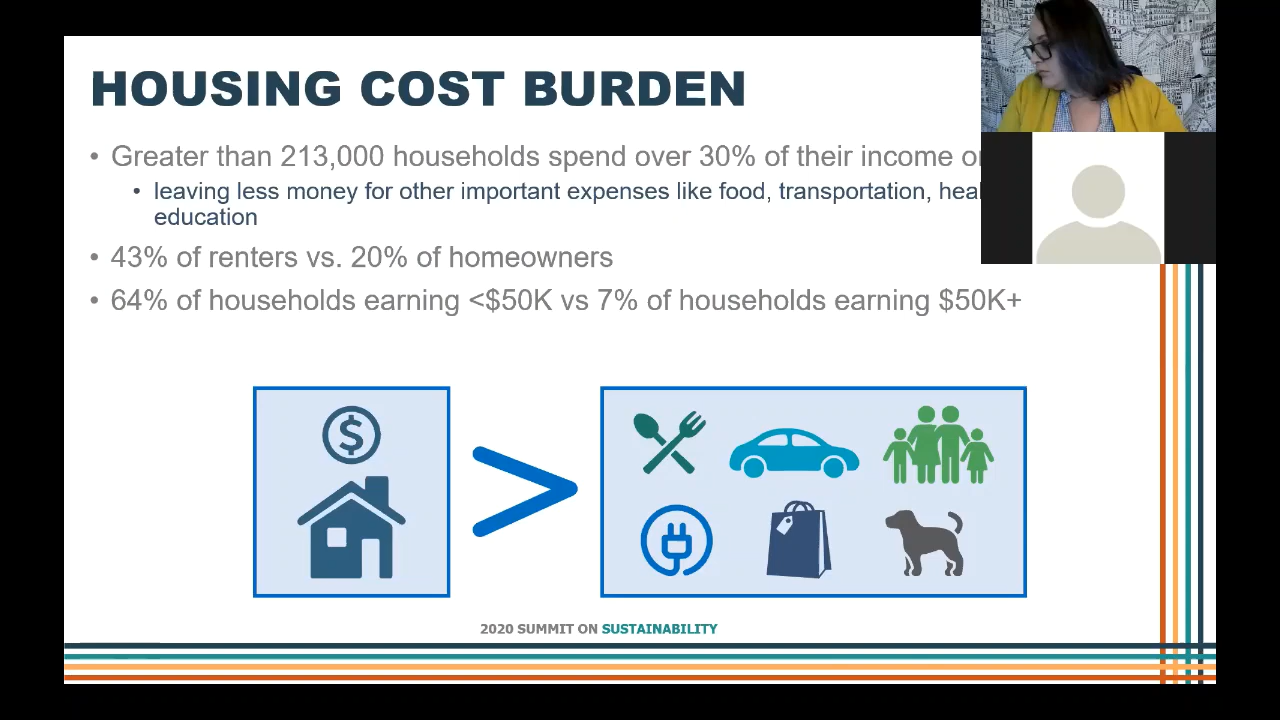 HOUSING COST BURDEN
• Greater than 213,000 households spend over 30% of their income
• leaving less money for other important expenses like food, transportation,
education
• 43% of renters vs. 20% of homeowners
• 64% of households earning <$50K vs 7% of households earning $50K+
$
2020 SUMMIT ON SUSTAINABILITY